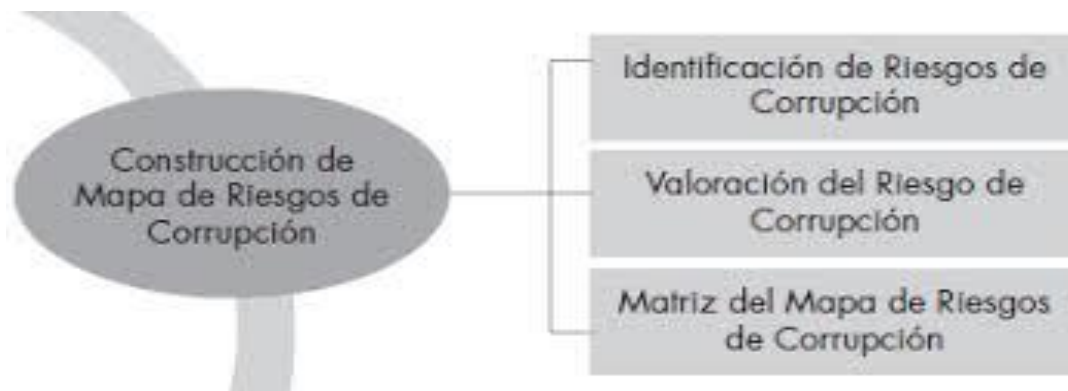 Construcción de
Mapa de Riesgos de
Corrupción
Identificación de Riesgos de
Corrupción
Valoración del Riesgo de
Corrupción
Matriz del Mapa de Riesgos
de Corrupción